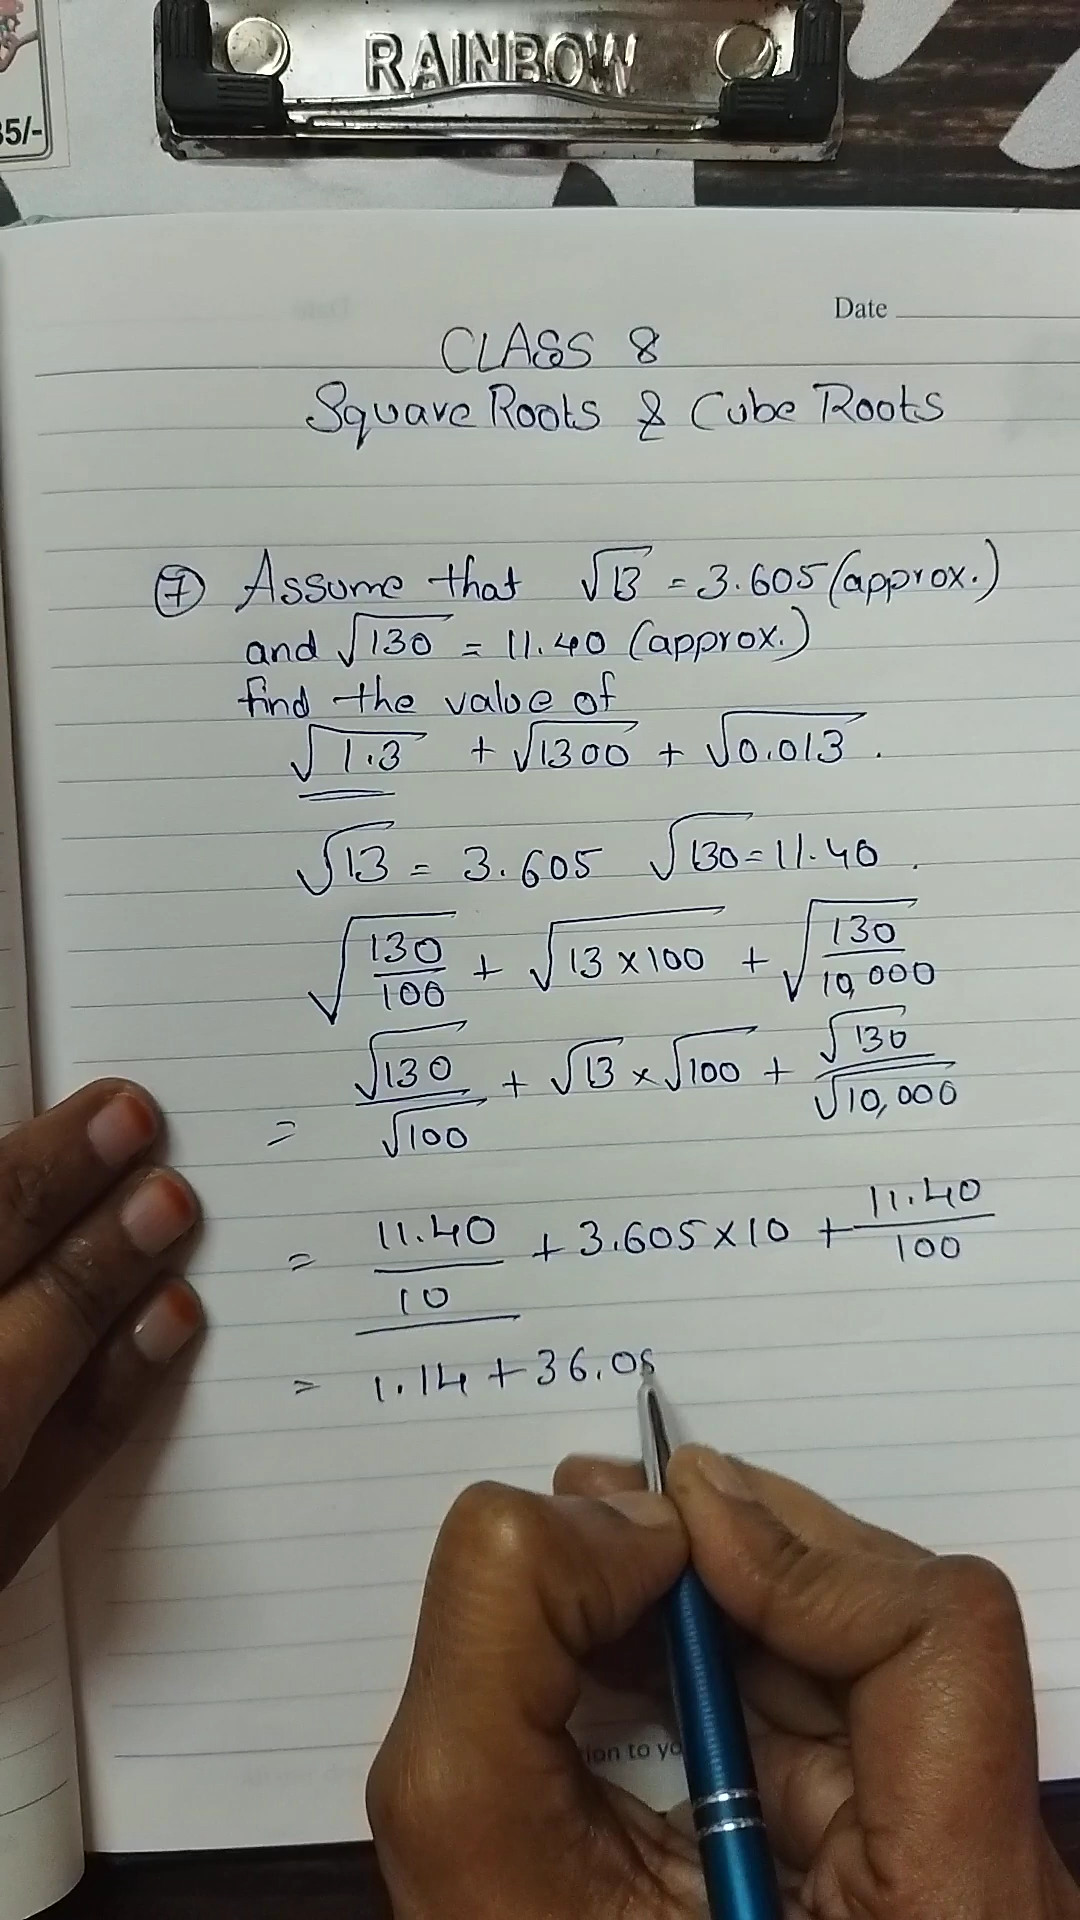 RAINBOW
35/-
Date
CLASS 8
Square Roots & Cube Roots
⑦ Assume that √13 = 3.605 (approx.)
and √130 = 11.40 (approx.)
find the value of
√1.3 + √1300 + √0.013 .
√13 = 3.605 √130 = 11.40 .
√(130/100) + √(13 × 100) + √(130/10,000)
= √130/√100 + √13 × √100 + √130/√10,000
= 11.40/10 + 3.605 × 10 + 11.40/100
= 1.14 + 36.05